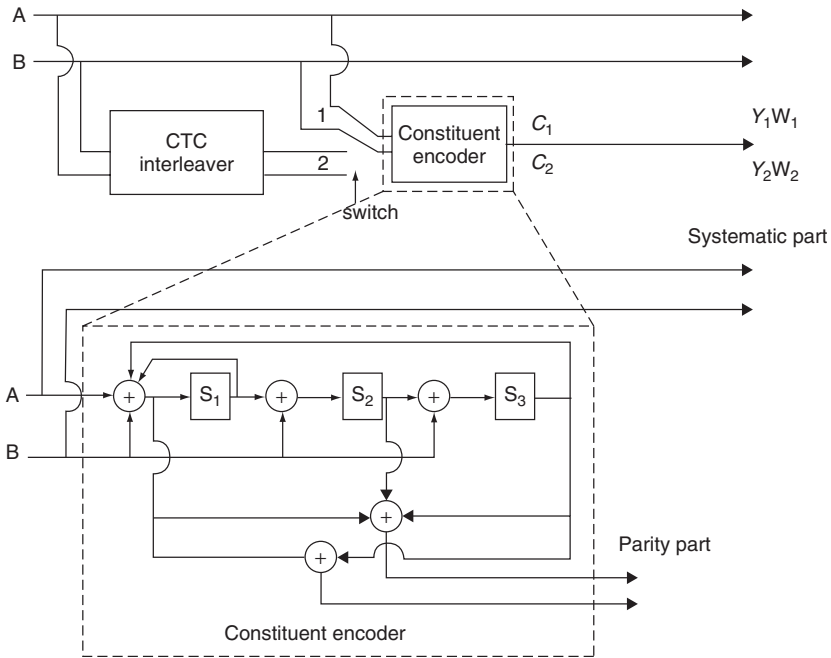 A
B
CTC
interleaver
1
2
switch
Constituent
encoder
C₁
C₂
Y₁W₁
Y₂W₂
Systematic part
A
B
+
S₁
+
S₂
+
S₃
+
+
Parity part
Constituent encoder